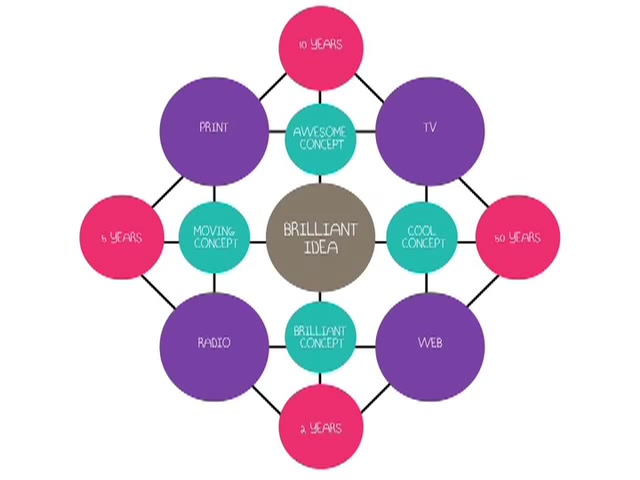 10 YEARS
PRINT
AWESOME
CONCEPT
TV
5 YEARS
MOVING
CONCEPT
BRILLIANT
IDEA
COOL
CONCEPT
50 YEARS
RADIO
BRILLIANT
CONCEPT
WEB
2 YEARS